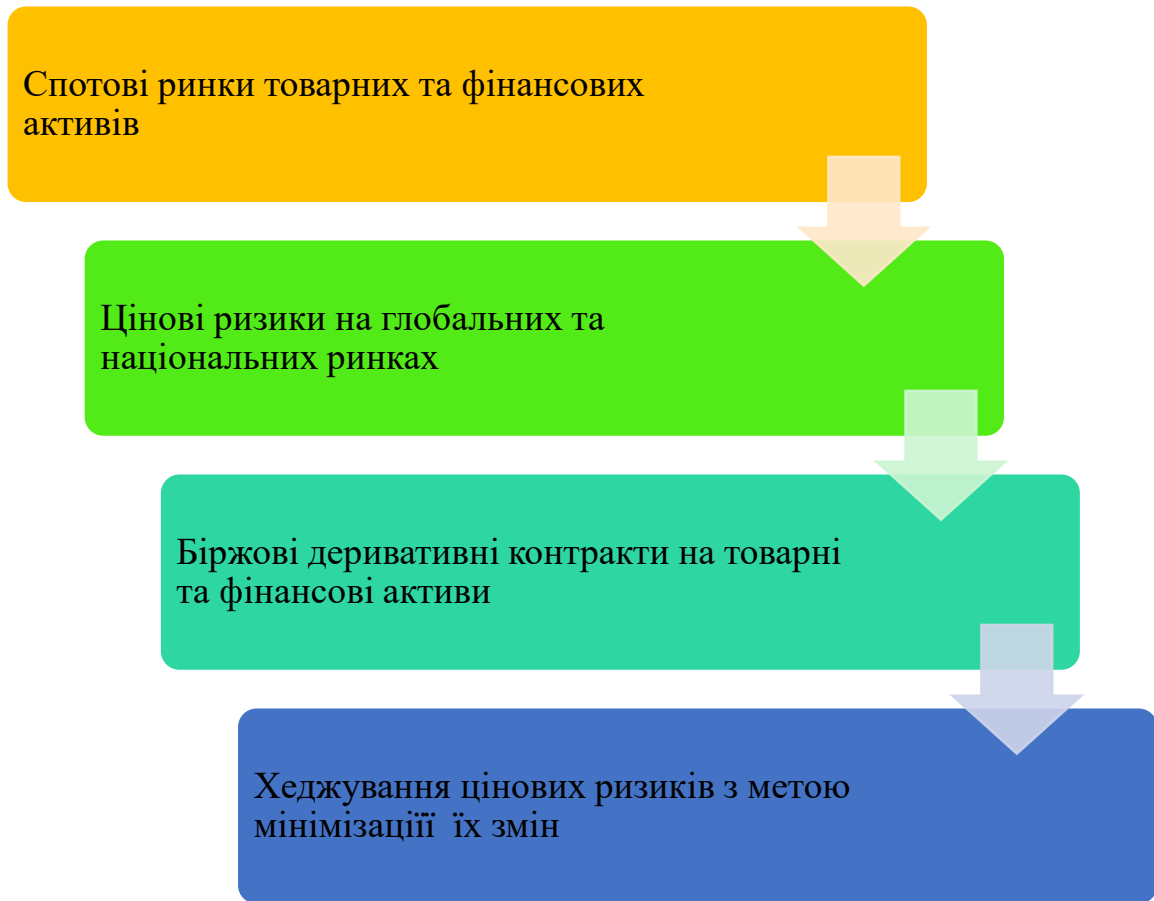 Спотові ринки товарних та фінансових
активів
Цінові ризики на глобальних та
національних ринках
Біржові деривативні контракти на товарні
та фінансові активи
Хеджування цінових ризиків з метою
мінімізаціїї їх змін